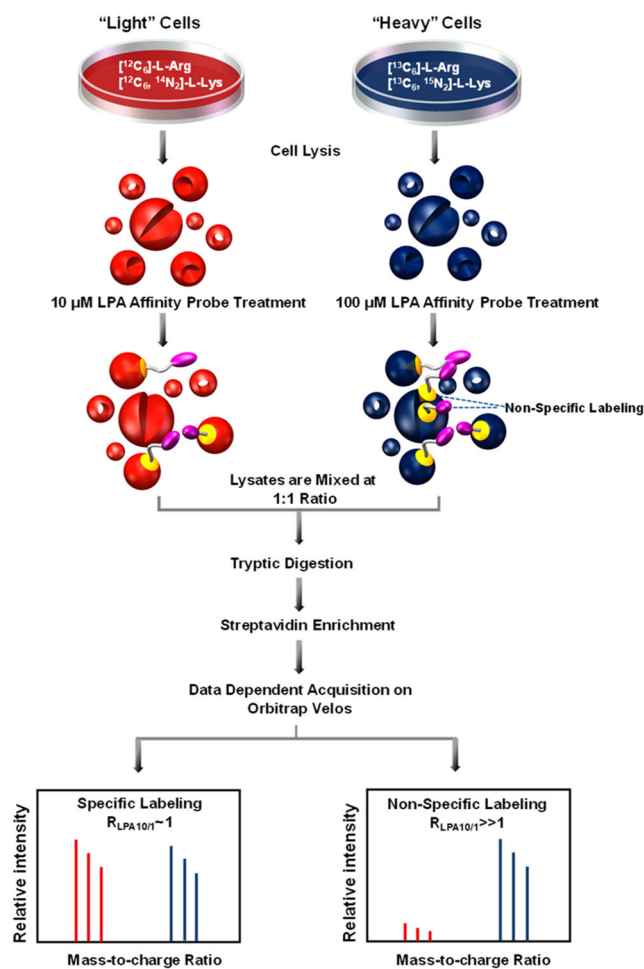 “Light” Cells
“Heavy” Cells
[¹²C₆]-L-Arg
[¹²C₆, ¹⁴N₂]-L-Lys
[¹³C₆]-L-Arg
[¹³C₆, ¹⁵N₂]-L-Lys
Cell Lysis
10 µM LPA Affinity Probe Treatment
100 µM LPA Affinity Probe Treatment
Non-Specific Labeling
Lysates are Mixed at
1:1 Ratio
Tryptic Digestion
Streptavidin Enrichment
Data Dependent Acquisition on
Orbitrap Velos
Relative intensity
Specific Labeling
R_LPA10/1~1
Mass-to-charge Ratio
Relative intensity
Non-Specific Labeling
R_LPA10/1>>1
Mass-to-charge Ratio